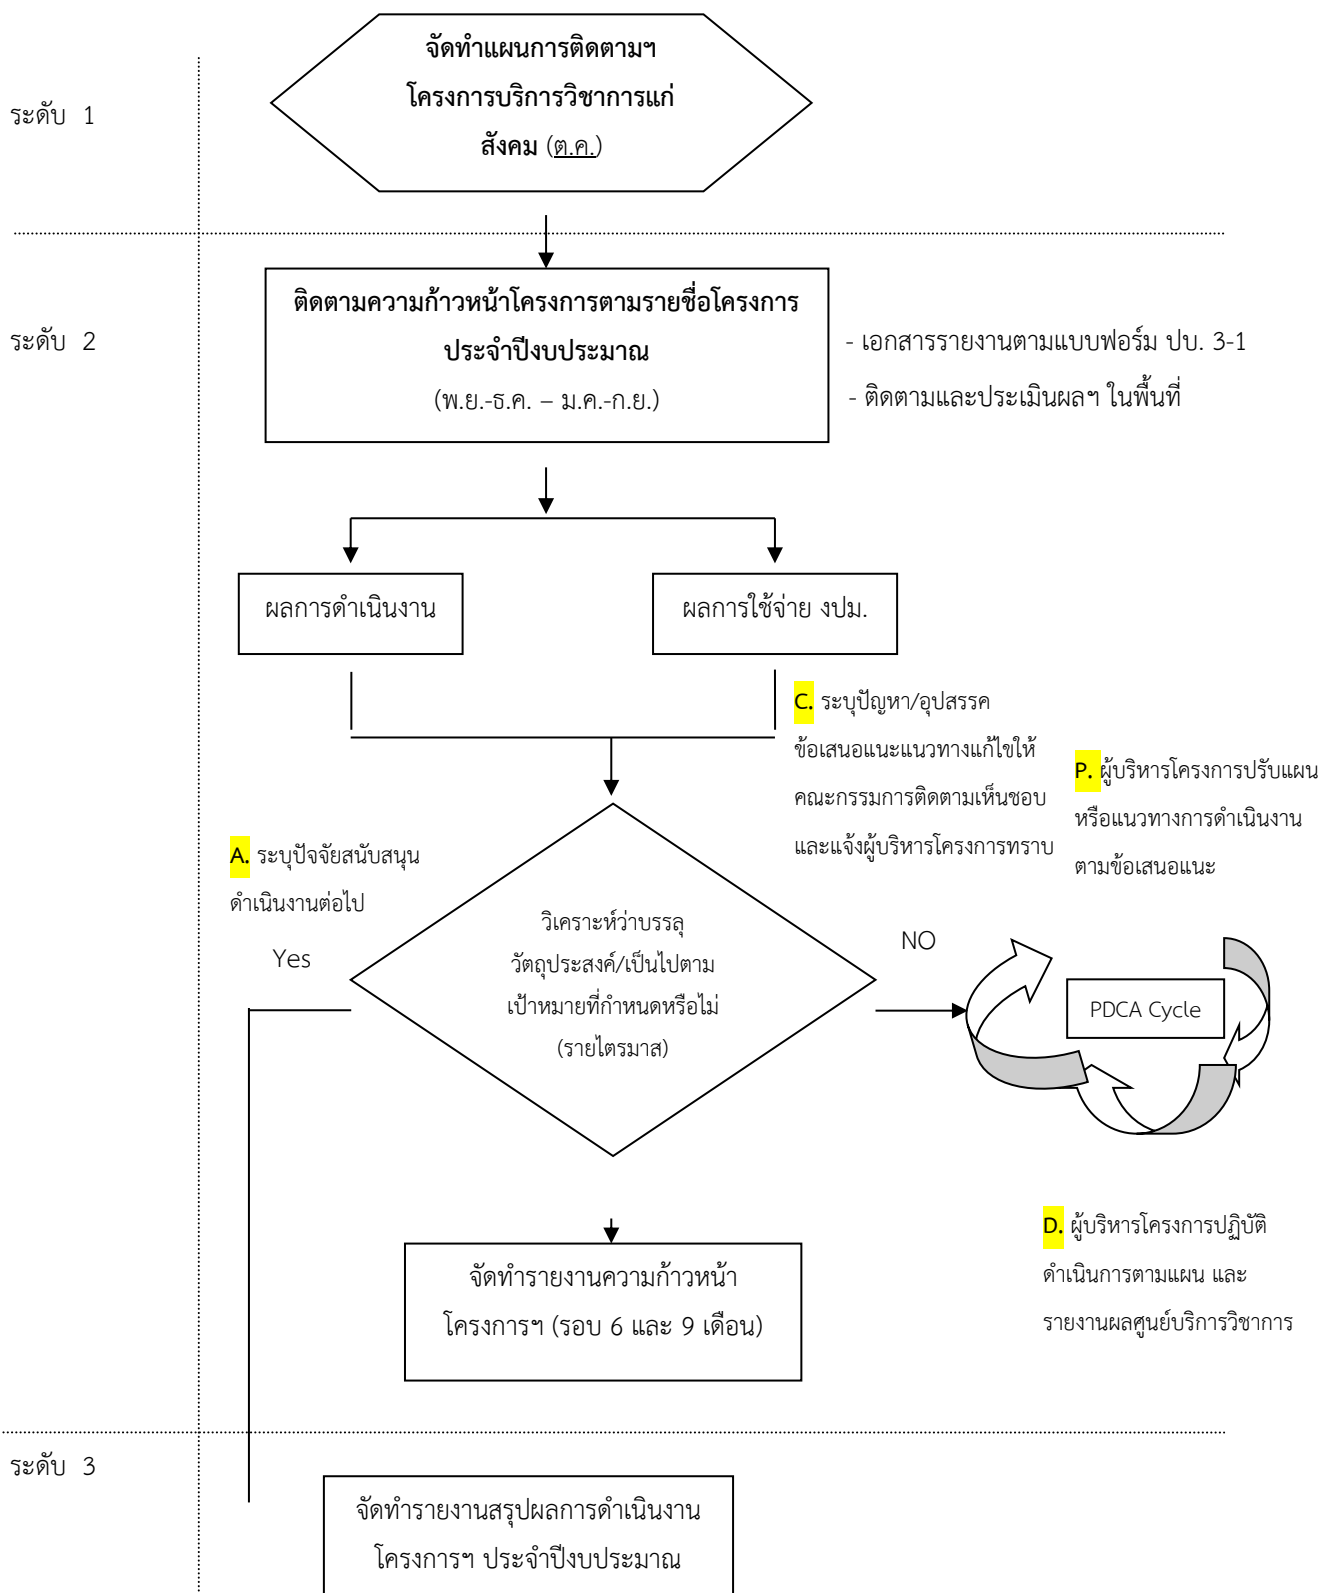 จัดทำแผนการติดตามฯ
โครงการบริการวิชาการแก่
สังคม (ต.ค.)
ระดับ 1
ระดับ 2
ติดตามความก้าวหน้าโครงการตามรายชื่อโครงการ
ประจำปีงบประมาณ
(พ.ย.-ธ.ค. – ม.ค.-ก.ย.)
- เอกสารรายงานตามแบบฟอร์ม ปบ. 3-1
- ติดตามและประเมินผลฯ ในพื้นที่
ผลการดำเนินงาน
ผลการใช้จ่าย งปม.
C. ระบุปัญหา/อุปสรรค
ข้อเสนอแนะแนวทางแก้ไขให้
คณะกรรมการติดตามเห็นชอบ
และแจ้งผู้บริหารโครงการทราบ
P. ผู้บริหารโครงการปรับแผน
หรือแนวทางการดำเนินงาน
ตามข้อเสนอแนะ
A. ระบุปัจจัยสนับสนุน
ดำเนินงานต่อไป
Yes
วิเคราะห์ว่าบรรลุ
วัตถุประสงค์/เป็นไปตาม
เป้าหมายที่กำหนดหรือไม่
(รายไตรมาส)
NO
PDCA Cycle
D. ผู้บริหารโครงการปฏิบัติ
ดำเนินการตามแผน และ
รายงานผลศูนย์บริการวิชาการ
จัดทำรายงานความก้าวหน้า
โครงการฯ (รอบ 6 และ 9 เดือน)
ระดับ 3
จัดทำรายงานสรุปผลการดำเนินงาน
โครงการฯ ประจำปีงบประมาณ